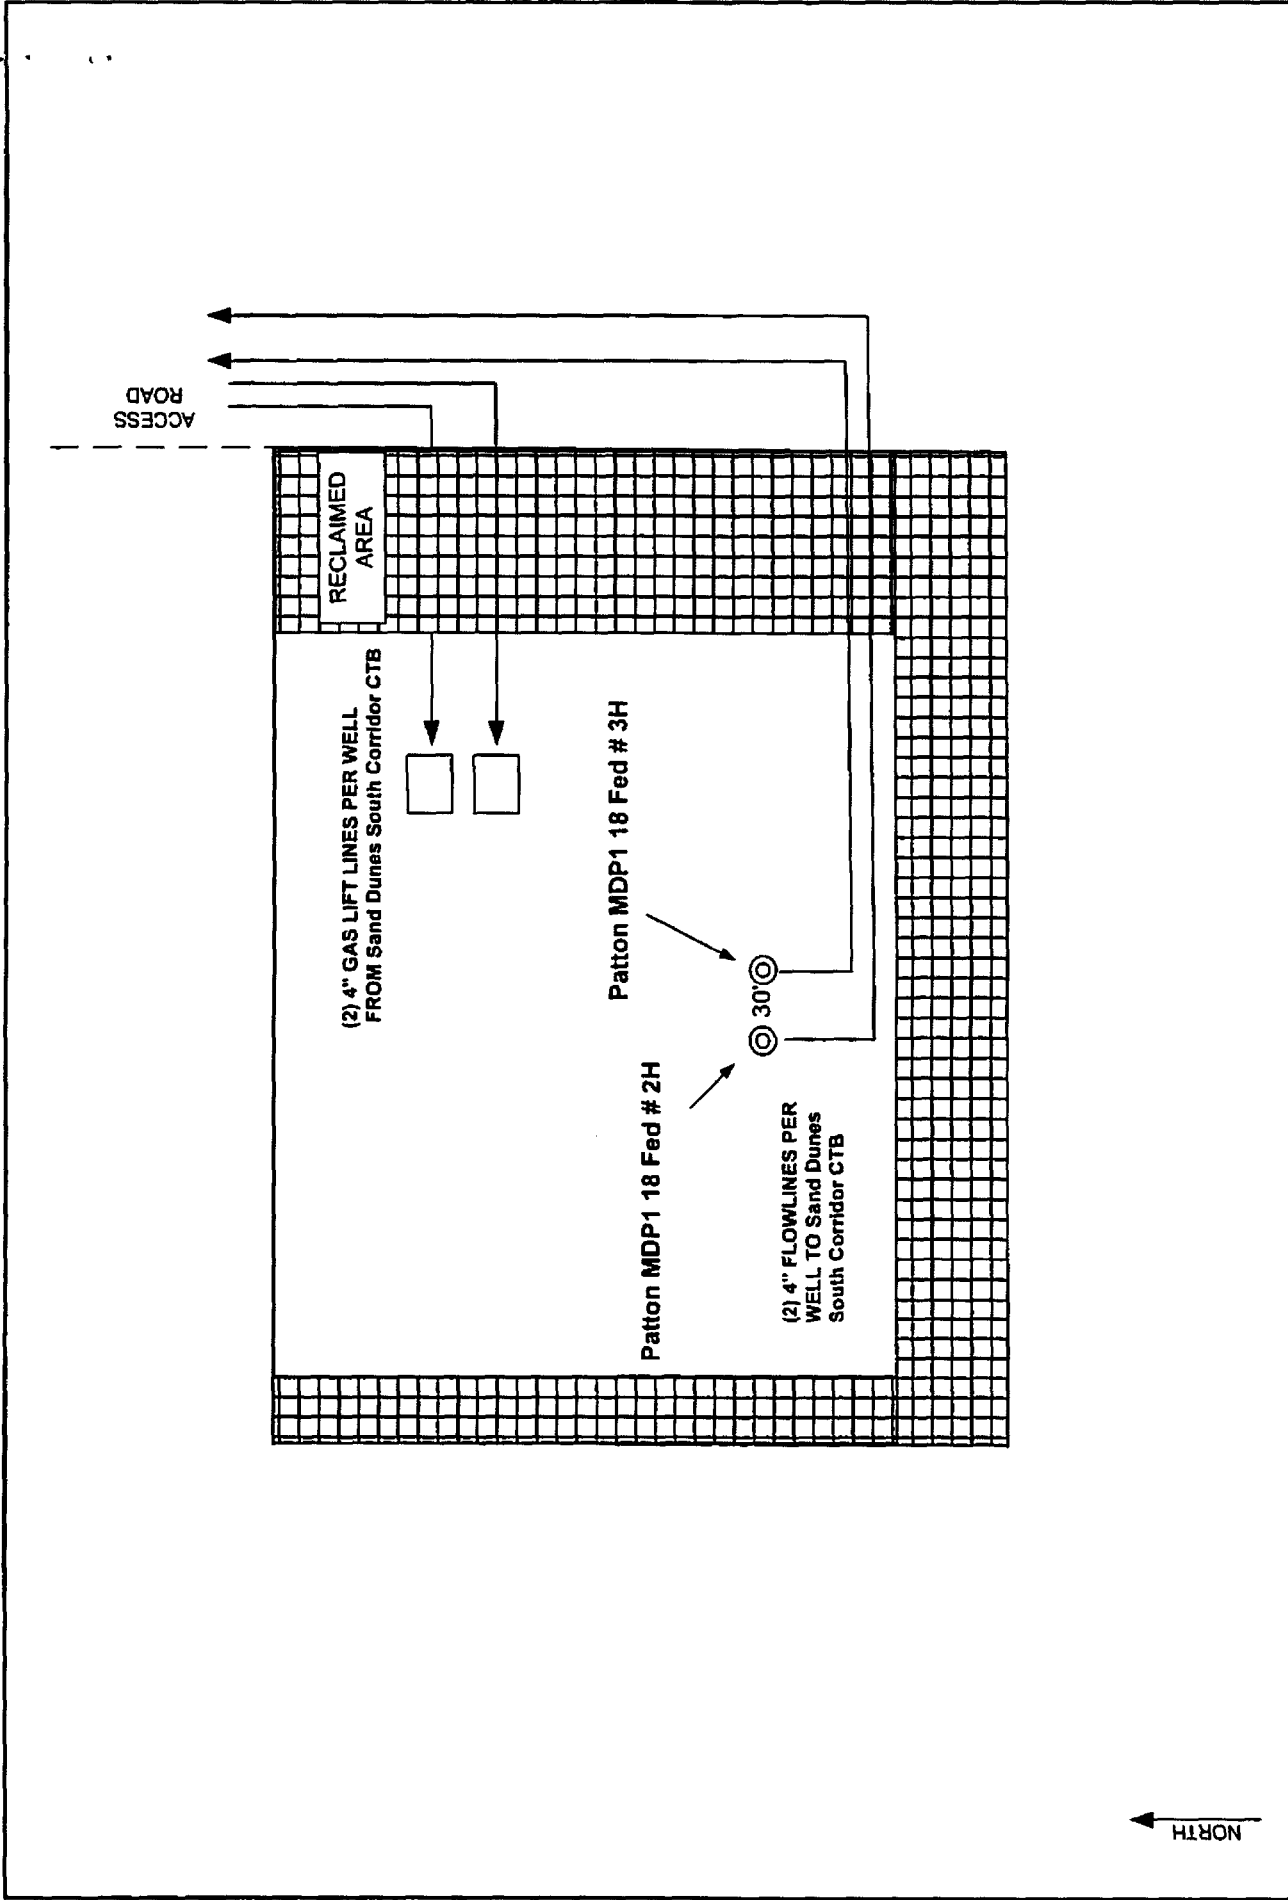 ACCESS
ROAD
RECLAIMED
AREA
(2) 4" GAS LIFT LINES PER WELL
FROM Sand Dunes South Corridor CTB
Patton MDP1 18 Fed # 3H
Patton MDP1 18 Fed # 2H
30'
(2) 4" FLOWLINES PER
WELL TO Sand Dunes
South Corridor CTB
NORTH